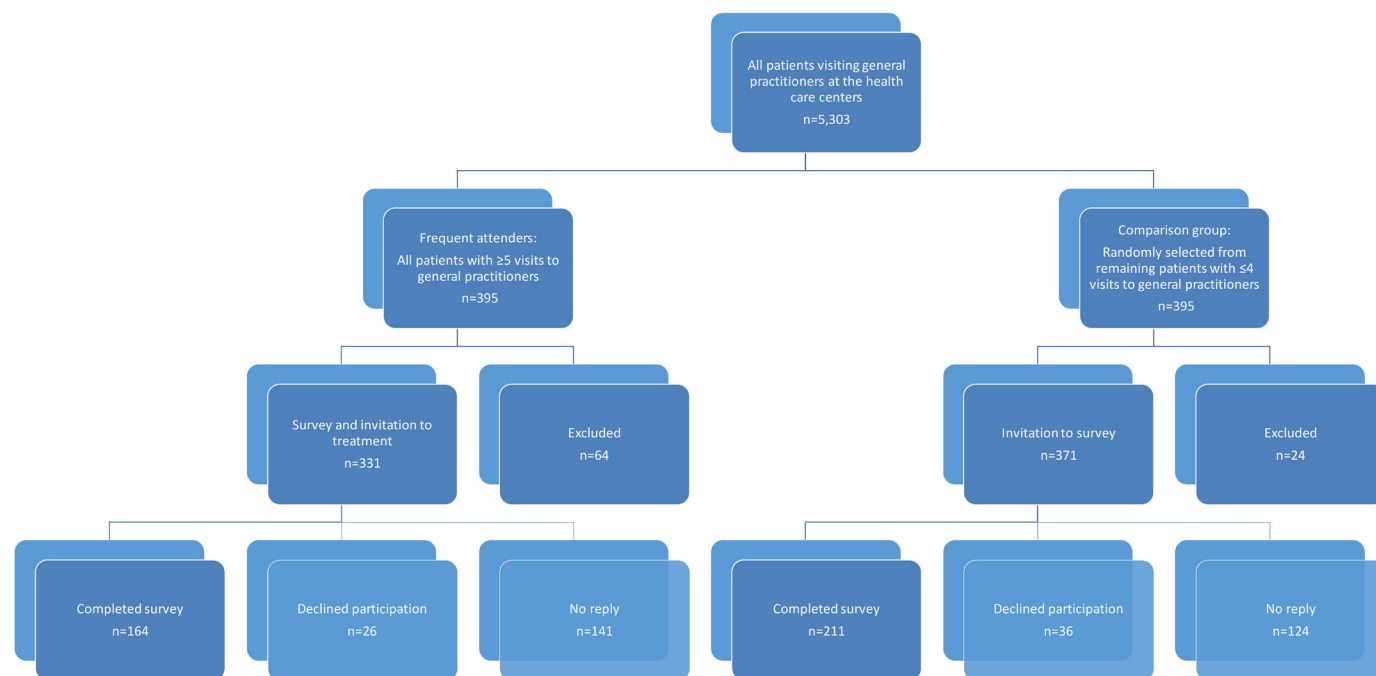 All patients visiting general
practitioners at the health
care centers
n=5,303
Frequent attenders:
All patients with ≥5 visits to
general practitioners
n=395
Comparison group:
Randomly selected from
remaining patients with ≤4
visits to general practitioners
n=395
Survey and invitation to
treatment
n=331
Excluded
n=64
Invitation to survey
n=371
Excluded
n=24
Completed survey
n=164
Declined participation
n=26
No reply
n=141
Completed survey
n=211
Declined participation
n=36
No reply
n=124